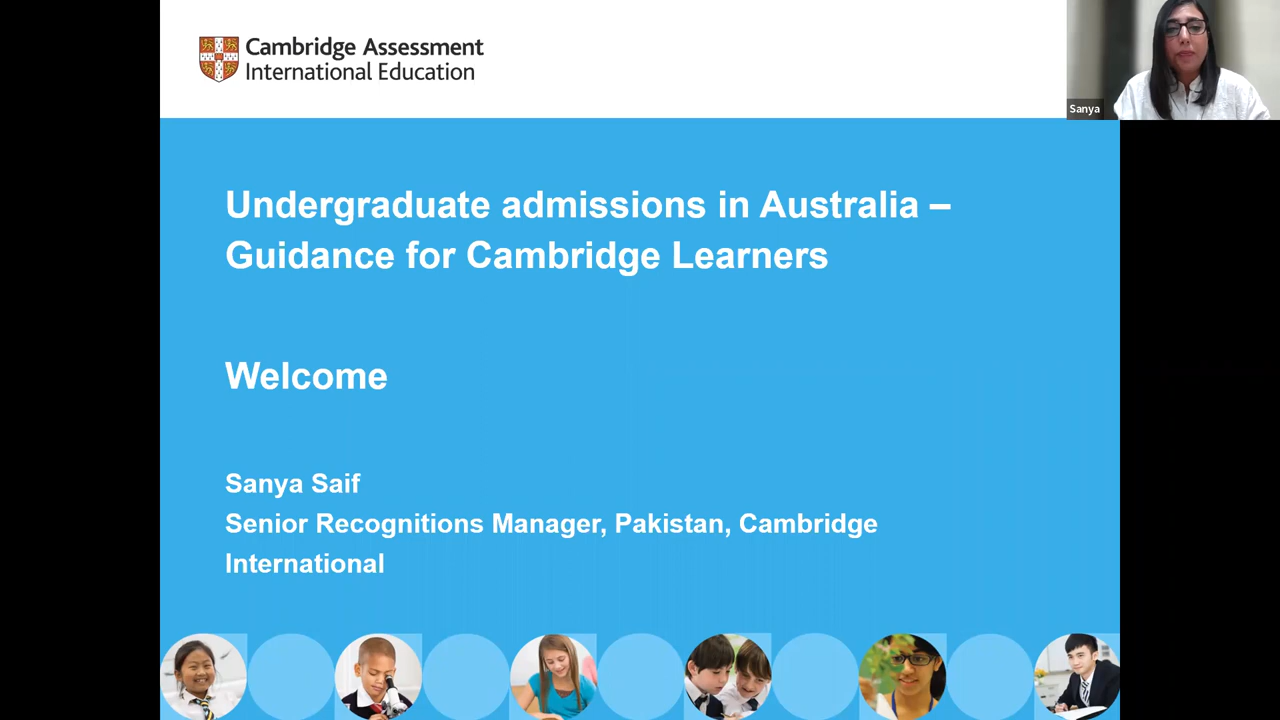 Cambridge Assessment
International Education
Sanya
Undergraduate admissions in Australia –
Guidance for Cambridge Learners
Welcome
Sanya Saif
Senior Recognitions Manager, Pakistan, Cambridge
International